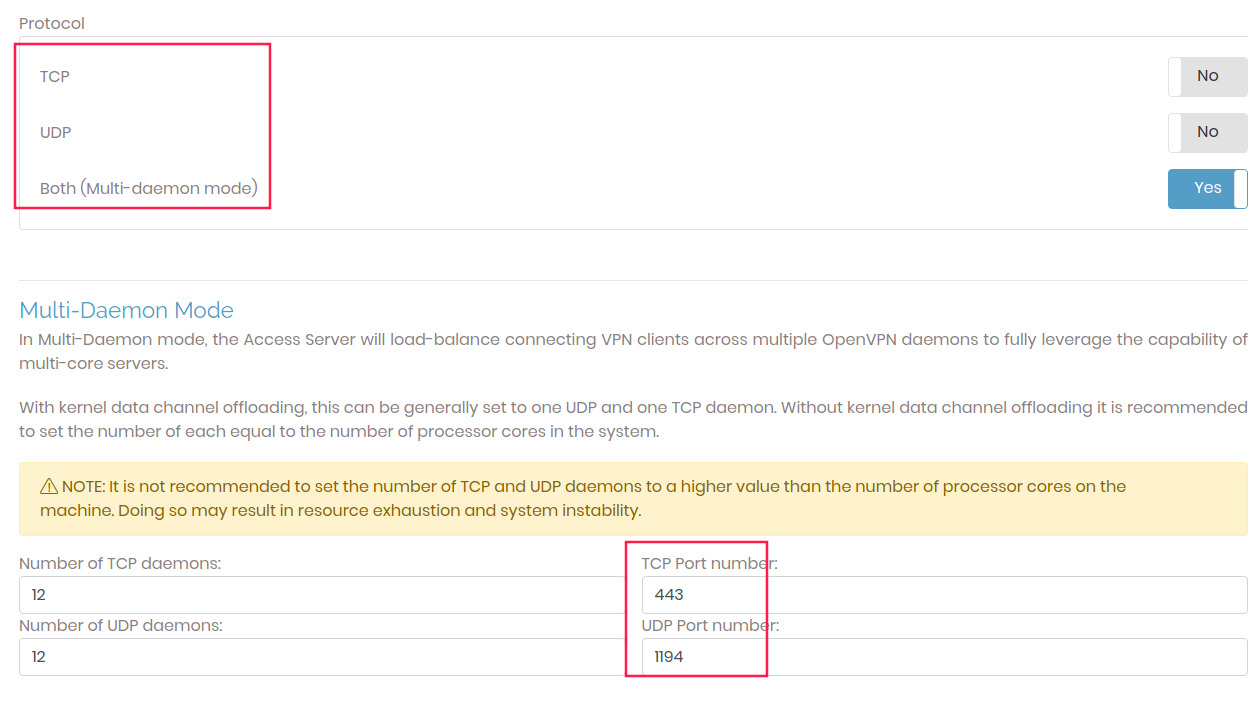 Protocol
TCP
No
UDP
No
Both (Multi-daemon mode)
Yes
Multi-Daemon Mode
In Multi-Daemon mode, the Access Server will load-balance connecting VPN clients across multiple OpenVPN daemons to fully leverage the capability of
multi-core servers.
With kernel data channel offloading, this can be generally set to one UDP and one TCP daemon. Without kernel data channel offloading it is recommended
to set the number of each equal to the number of processor cores in the system.
⚠ NOTE: It is not recommended to set the number of TCP and UDP daemons to a higher value than the number of processor cores on the
machine. Doing so may result in resource exhaustion and system instability.
Number of TCP daemons:
12
TCP Port number:
443
Number of UDP daemons:
12
UDP Port number:
1194